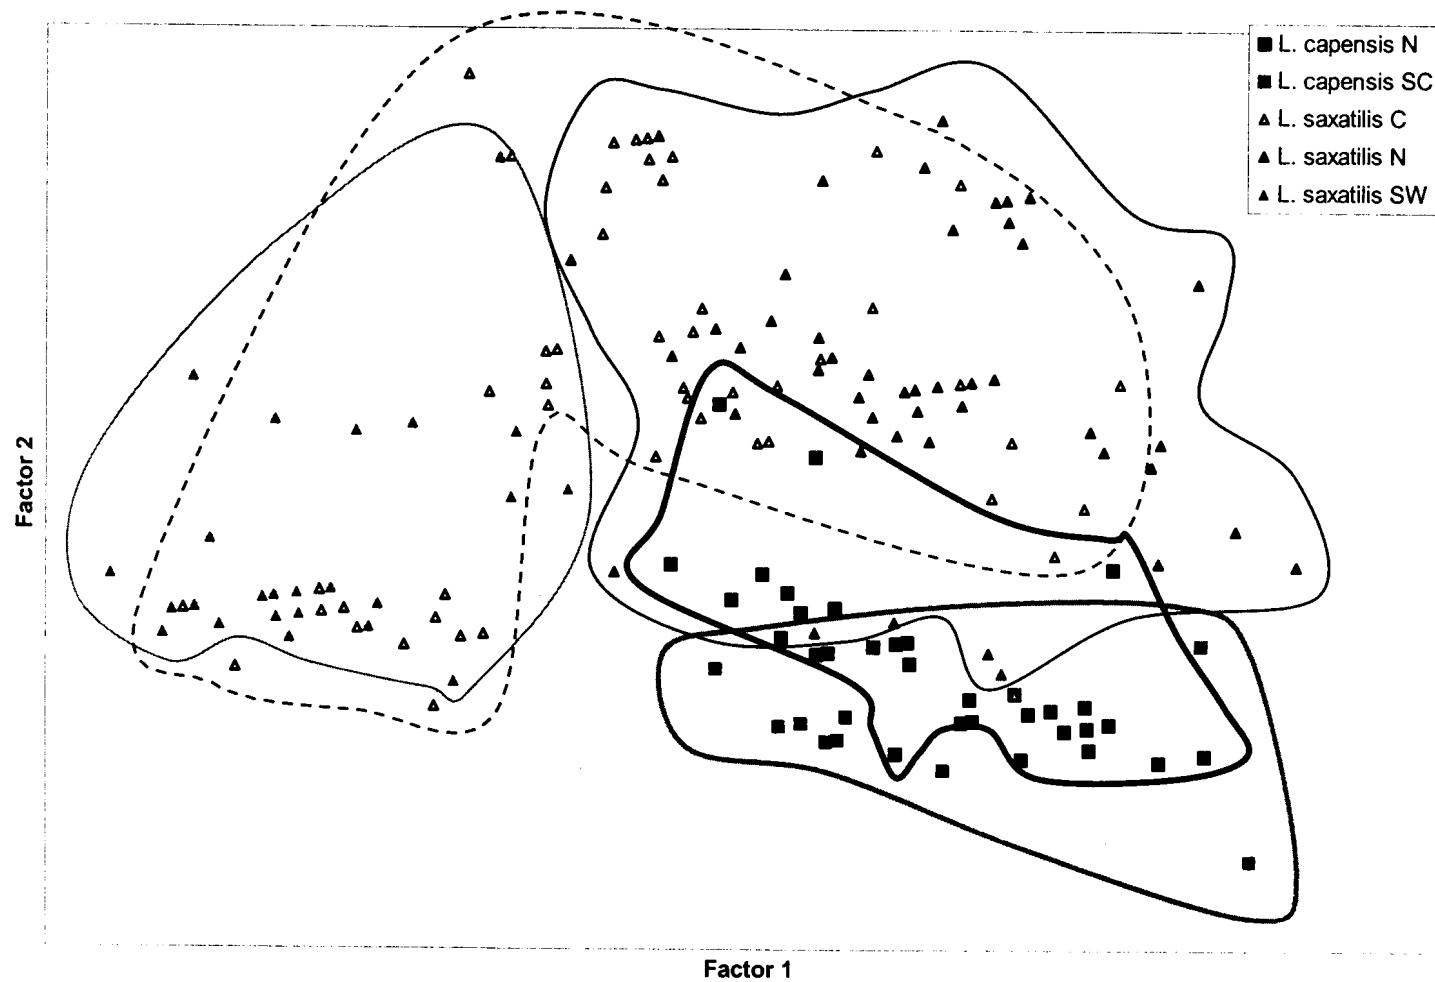 L. capensis N
L. capensis SC
L. saxatilis C
L. saxatilis N
L. saxatilis SW
Factor 2
Factor 1